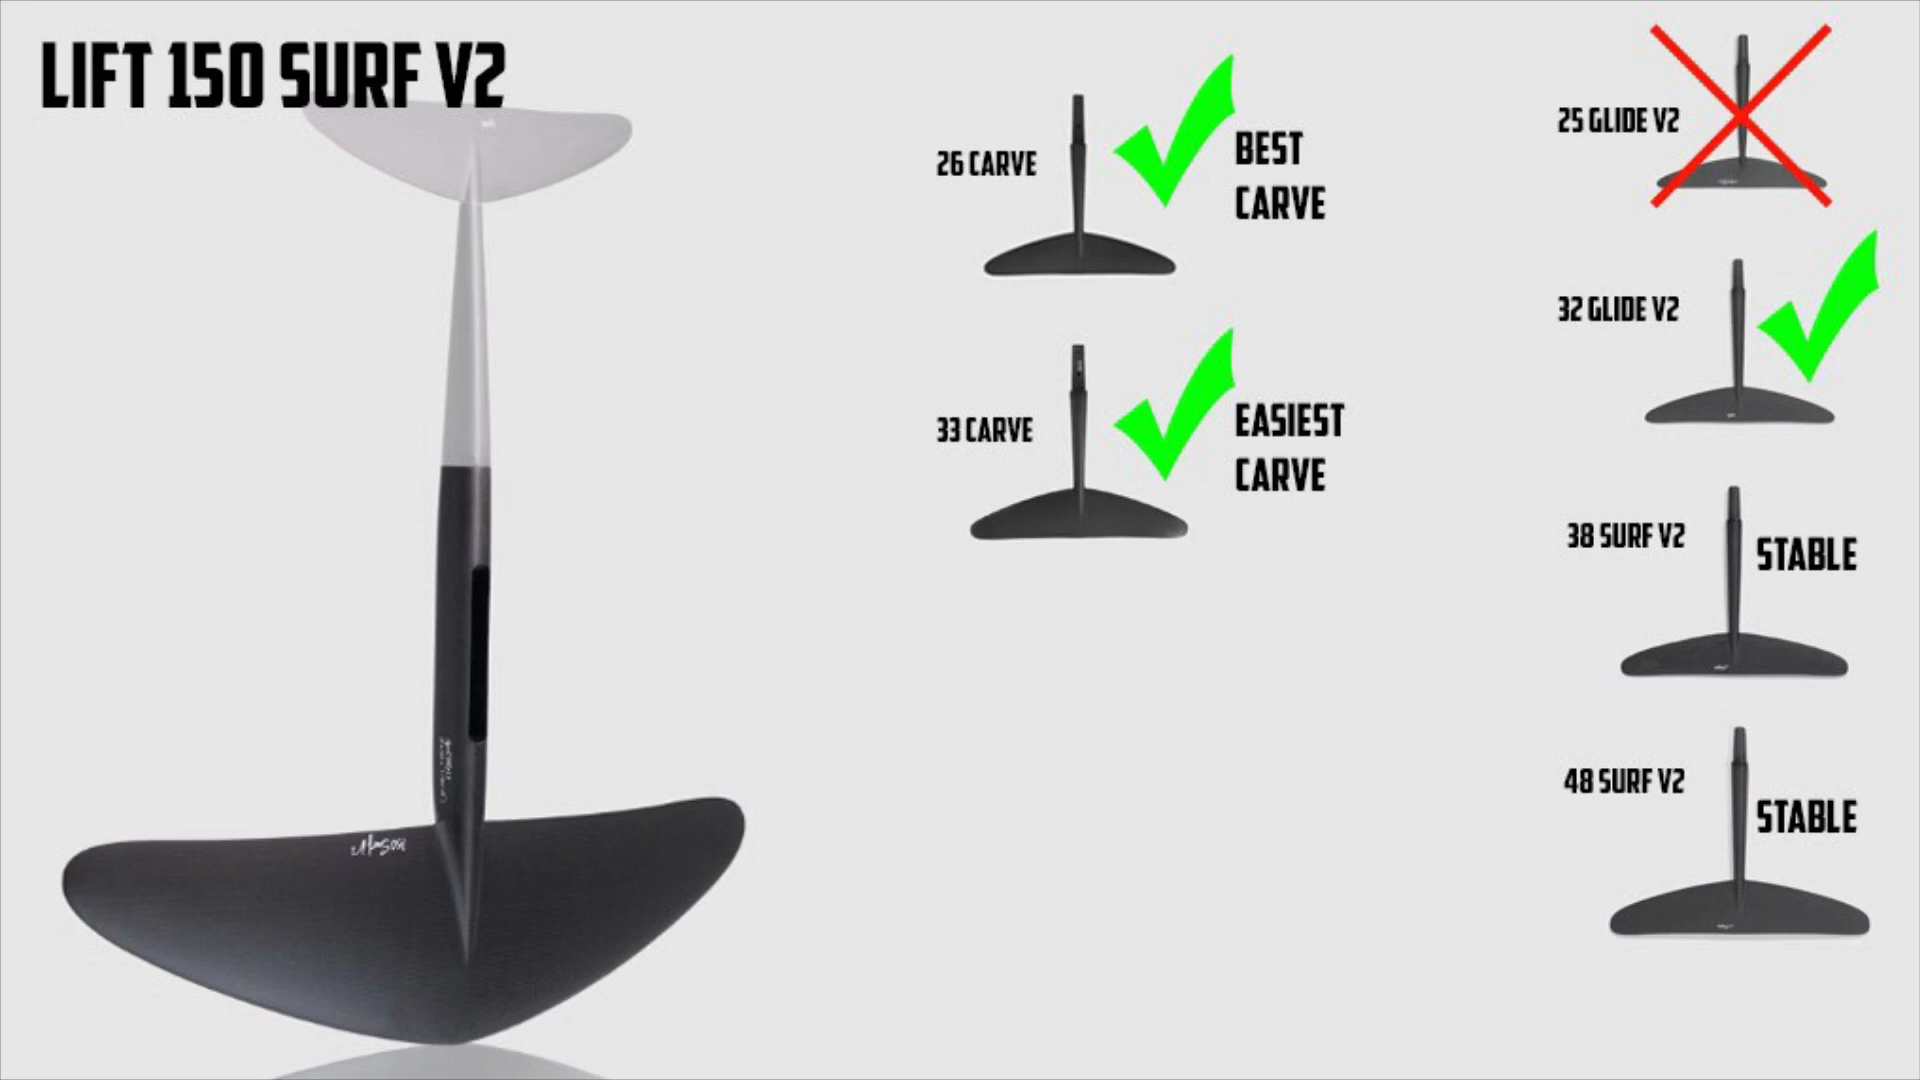 LIFT 150 SURF V2
26 CARVE
BEST
CARVE
33 CARVE
EASIEST
CARVE
25 GLIDE V2
32 GLIDE V2
38 SURF V2
STABLE
48 SURF V2
STABLE